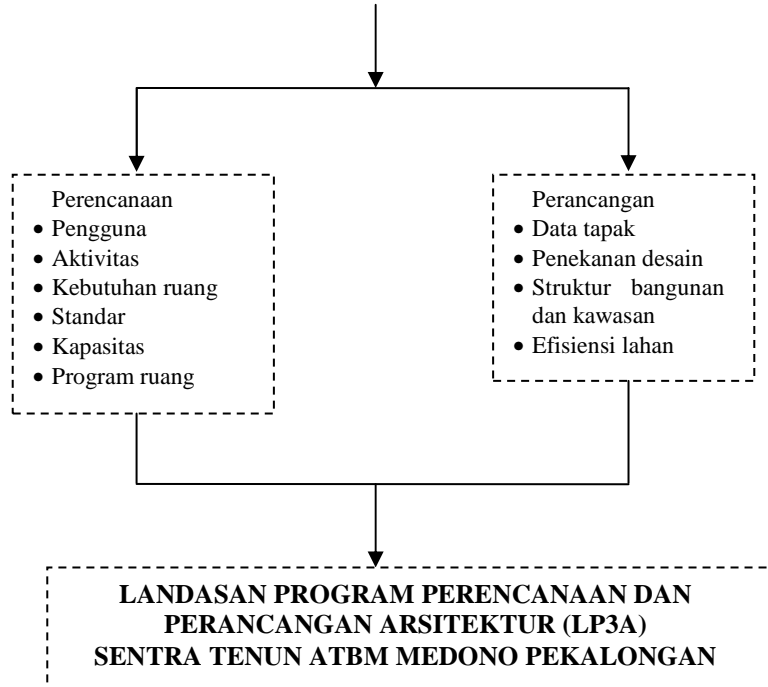 Perencanaan
• Pengguna
• Aktivitas
• Kebutuhan ruang
• Standar
• Kapasitas
• Program ruang
Perancangan
• Data tapak
• Penekanan desain
• Struktur bangunan
dan kawasan
• Efisiensi lahan
LANDASAN PROGRAM PERENCANAAN DAN
PERANCANGAN ARSITEKTUR (LP3A)
SENTRA TENUN ATBM MEDONO PEKALONGAN